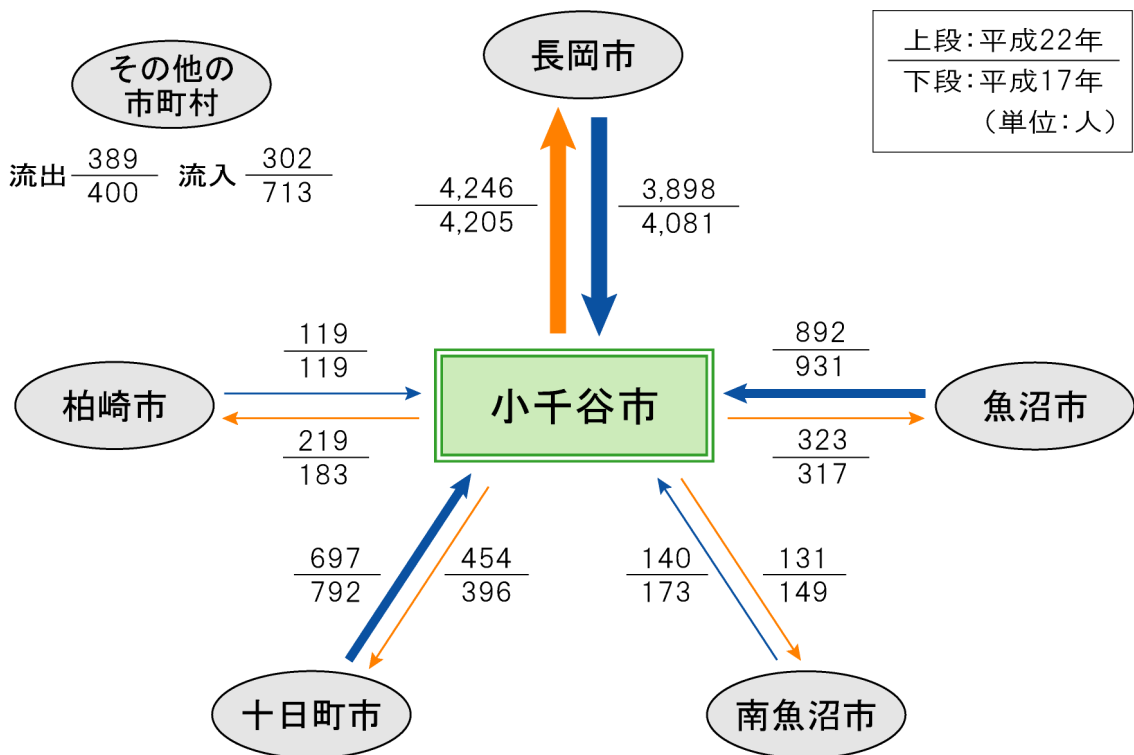 長岡市
上段:平成22年
下段:平成17年
(単位:人)
その他の
市町村
流出 389
400
流入 302
713
4,246
4,205
3,898
4,081
119
119
892
931
柏崎市
小千谷市
魚沼市
219
183
323
317
697
792
454
396
140
173
131
149
十日町市
南魚沼市